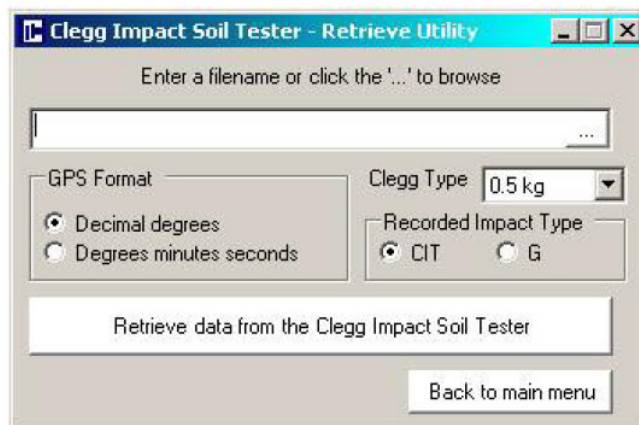 Clegg Impact Soil Tester - Retrieve Utility
Enter a filename or click the '...' to browse
...
GPS Format
Clegg Type 0.5 kg
Decimal degrees
Recorded Impact Type
Degrees minutes seconds
CIT G
Retrieve data from the Clegg Impact Soil Tester
Back to main menu